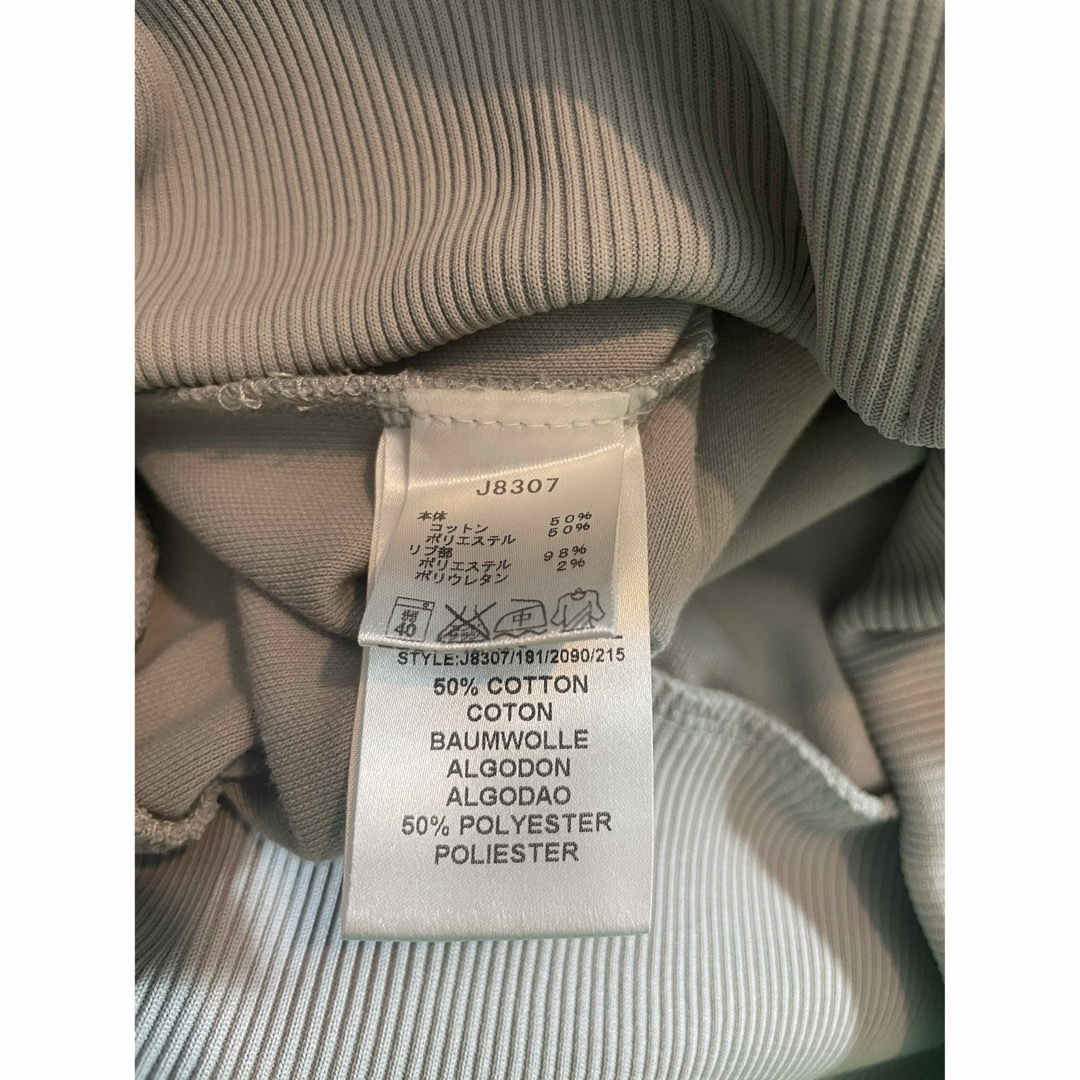 J8307
本体
コットン 50%
ポリエステル 50%
リブ部
ポリエステル 98%
ポリウレタン 2%
40
中
STYLE:J8307/181/2090/215
50% COTTON
COTON
BAUMWOLLE
ALGODON
ALGODAO
50% POLYESTER
POLIESTER